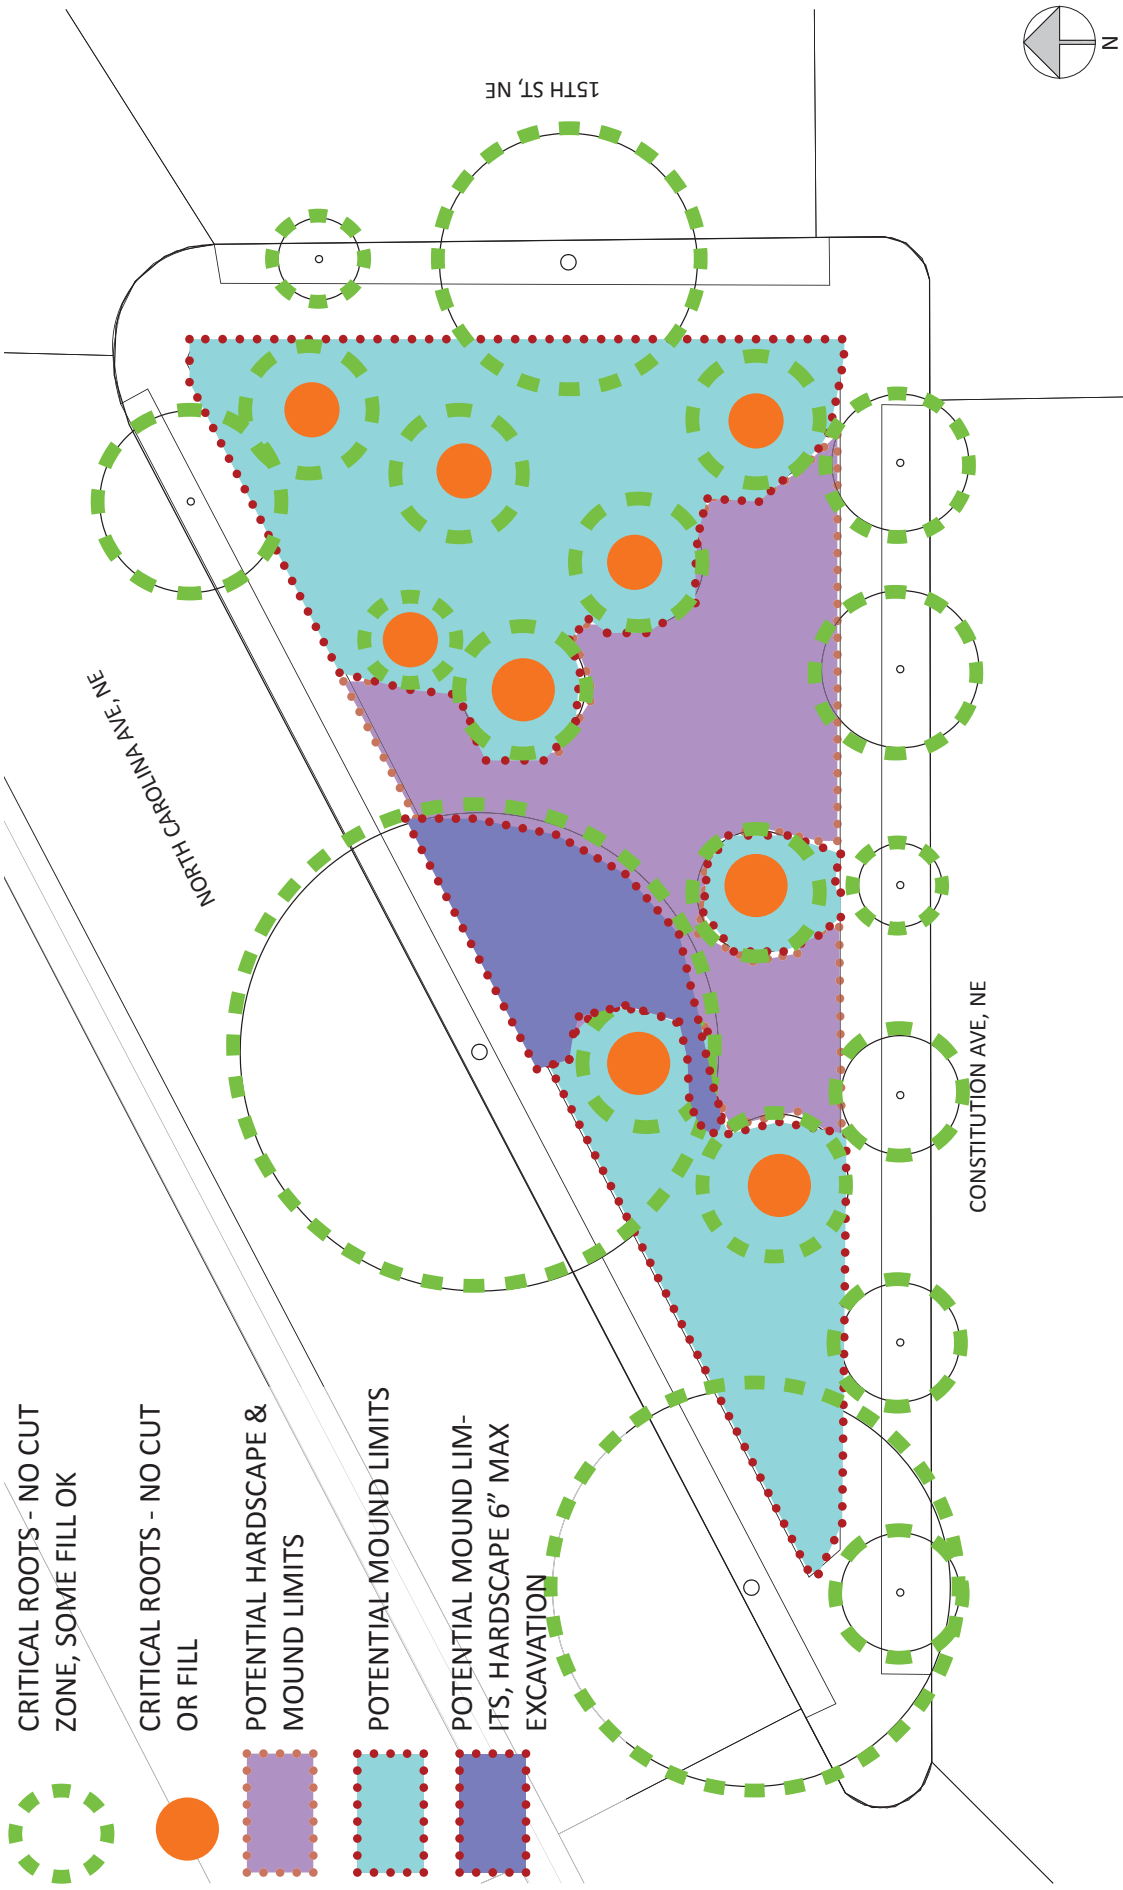 CRITICAL ROOTS - NO CUT
ZONE, SOME FILL OK
CRITICAL ROOTS - NO CUT
OR FILL
POTENTIAL HARDSCAPE &
MOUND LIMITS
POTENTIAL MOUND LIMITS
POTENTIAL MOUND LIM-
ITS, HARDSCAPE 6” MAX
EXCAVATION
NORTH CAROLINA AVE, NE
CONSTITUTION AVE, NE
15TH ST, NE
N